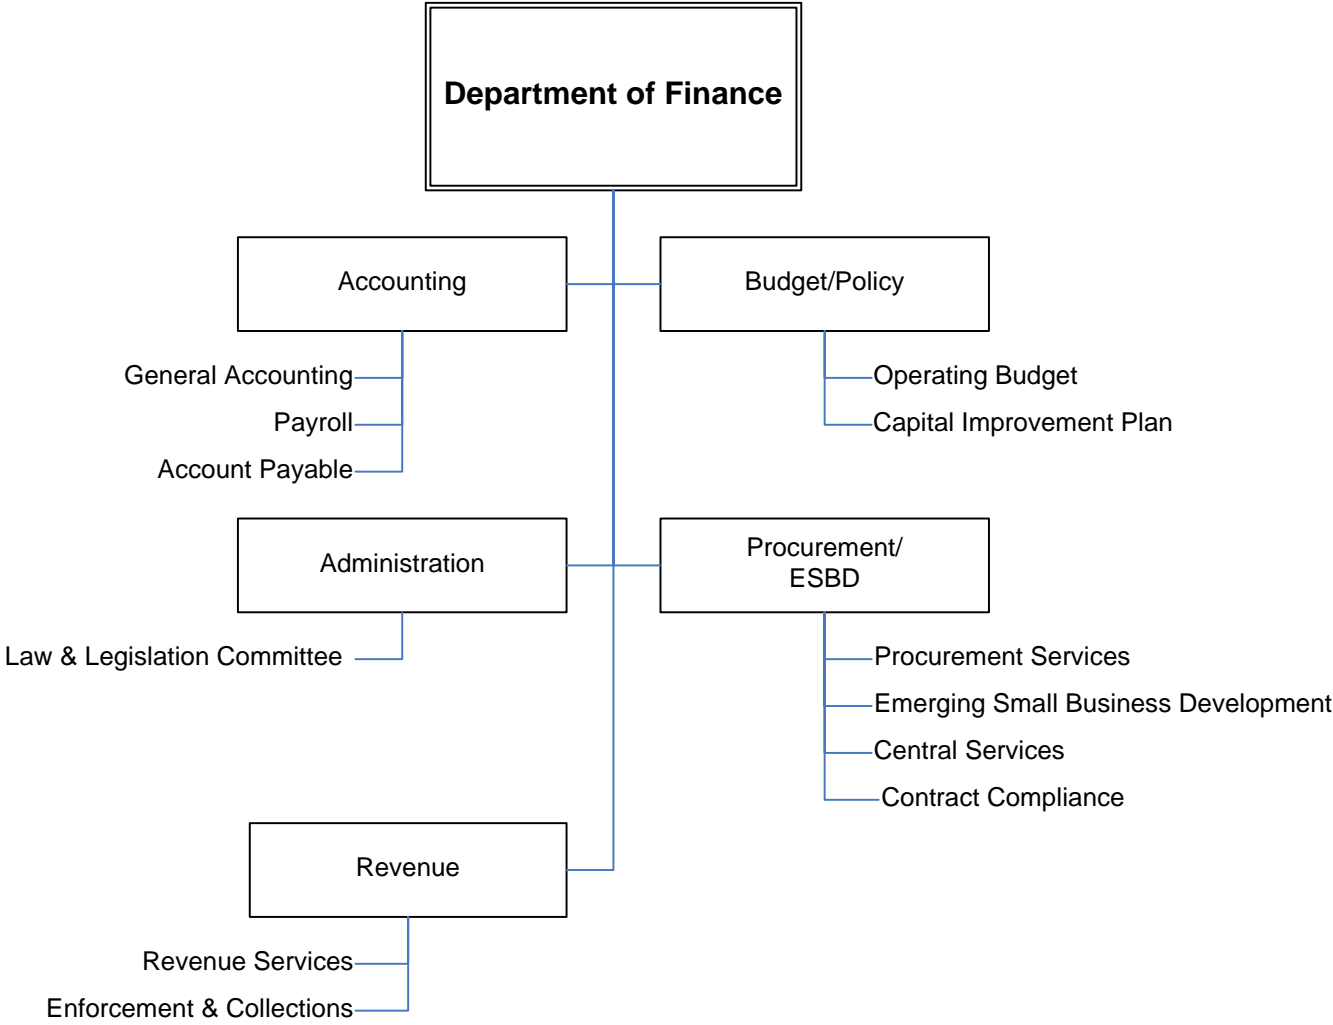 Department of Finance
Accounting
Budget/Policy
General Accounting
Payroll
Account Payable
Operating Budget
Capital Improvement Plan
Administration
Procurement/
ESBD
Law & Legislation Committee
Procurement Services
Emerging Small Business Development
Central Services
Contract Compliance
Revenue
Revenue Services
Enforcement & Collections